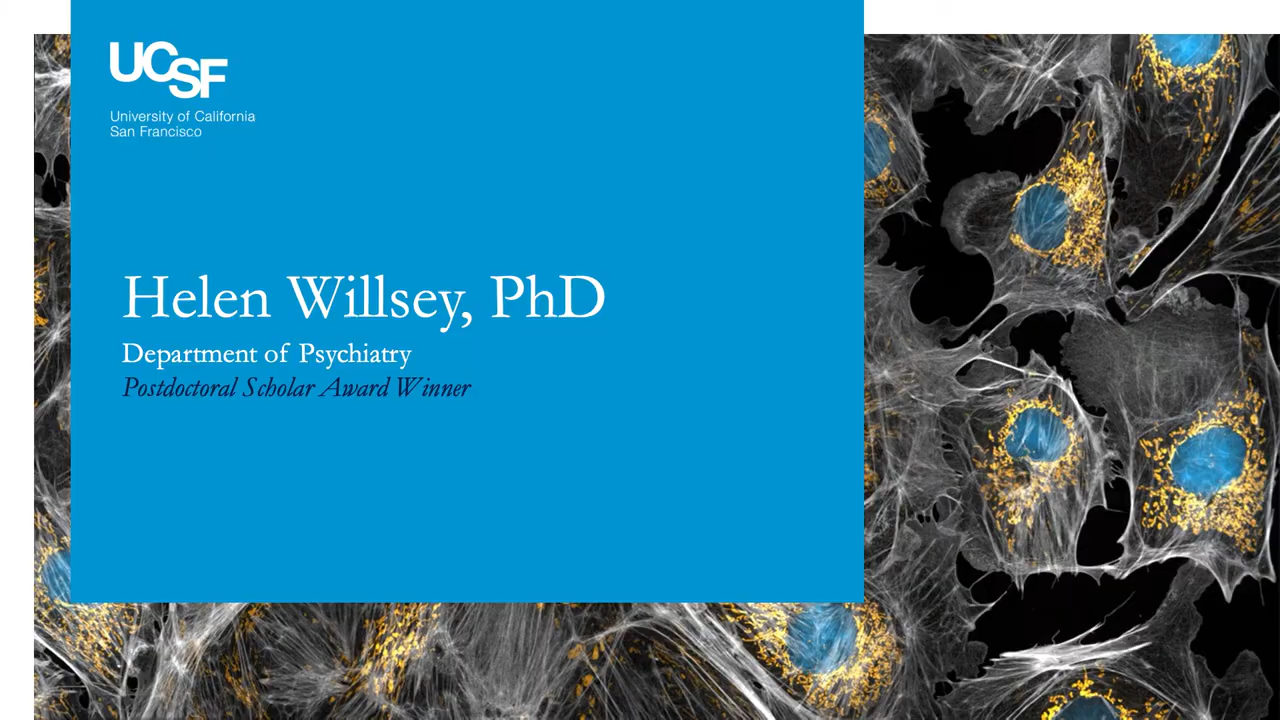 UCSF
University of California
San Francisco
Helen Willsey, PhD
Department of Psychiatry
Postdoctoral Scholar Award Winner